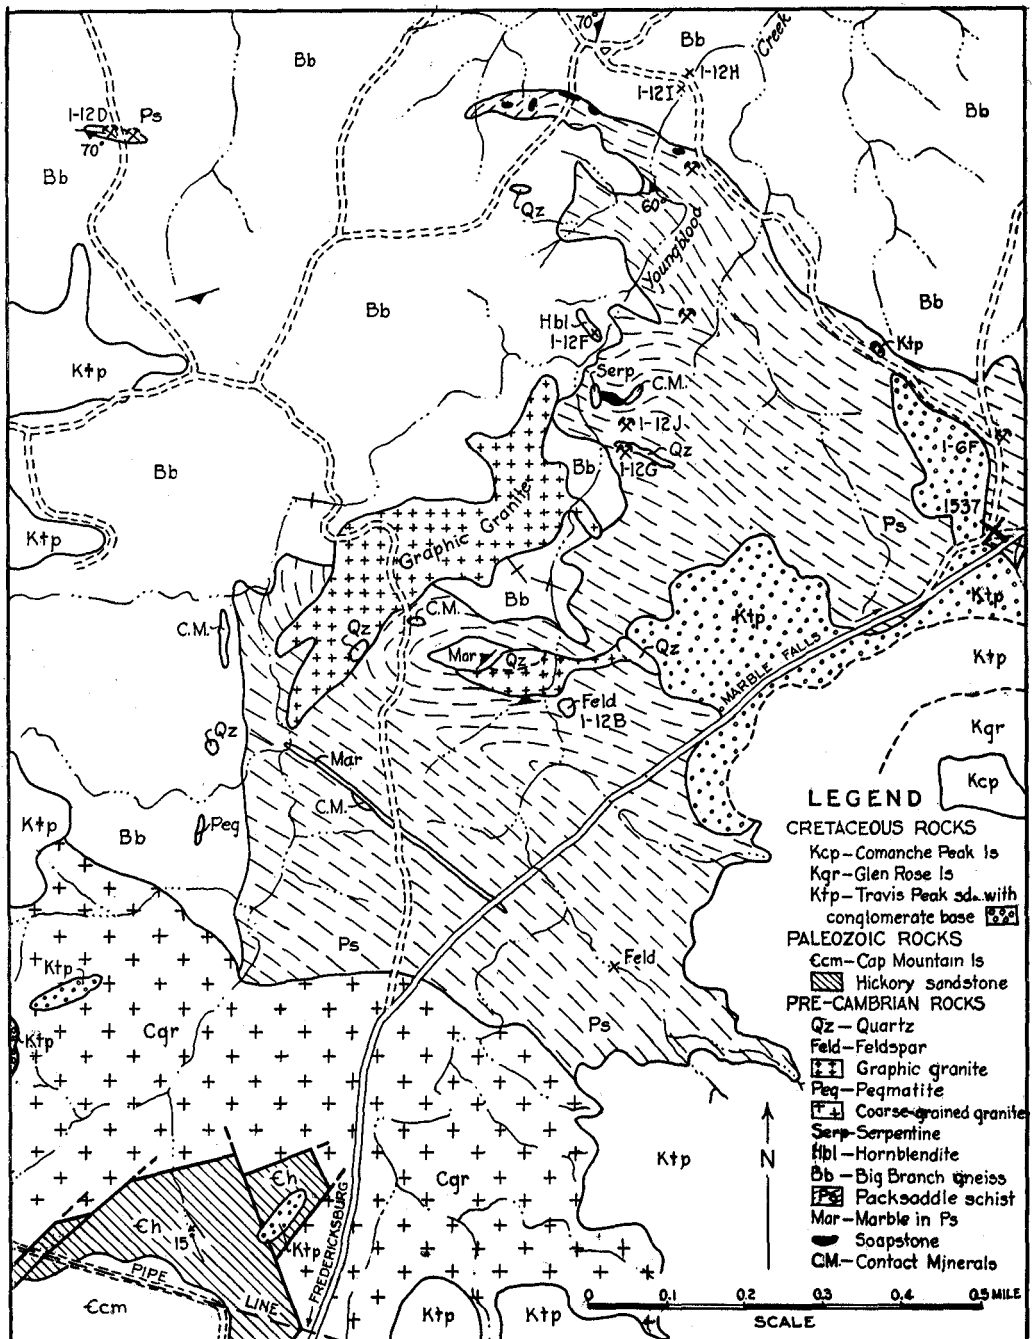 70°
Bb
Bb
Creek
1-12H
1-12I
Bb
1-12D
Ps
70°
Bb
60°
Qz
Youngblood
Bb
Bb
Hbl
1-12F
Ktp
Ktp
Serp
C.M.
1-12J
Qz
1-12G
1-6F
Bb
Bb
Graphic Granite
1537
Ps
Ktp
Bb
Ktp
C.M.
C.M.
Qz
Ktp
Qz
Mar
Qz
Ktp
MARBLE FALLS
Feld
1-12B
Kgr
Qz
Mar
Kcp
C.M.
Ktp
Bb
Peg
LEGEND
CRETACEOUS ROCKS
Kcp-Comanche Peak ls
Kgr-Glen Rose ls
Ktp-Travis Peak sd. with
conglomerate base
PALEOZOIC ROCKS
Єcm-Cap Mountain ls
Hickory sandstone
PRE-CAMBRIAN ROCKS
Qz-Quartz
Feld-Feldspar
Graphic granite
Peg-Pegmatite
Coarse-grained granite
Serp-Serpentine
Hbl-Hornblendite
Bb-Big Branch gneiss
Ps Packsaddle schist
Mar-Marble in Ps
Soapstone
C.M.-Contact Minerals
Ps
Feld
Ktp
Ktp
Cgr
Ps
Ktp
N
Cgr
Єh
Єh
15°
Ktp
FREDERICKSBURG
PIPE LINE
Єcm
Ktp
Ktp
0 0.1 0.2 0.3 0.4 0.5 MILE
SCALE